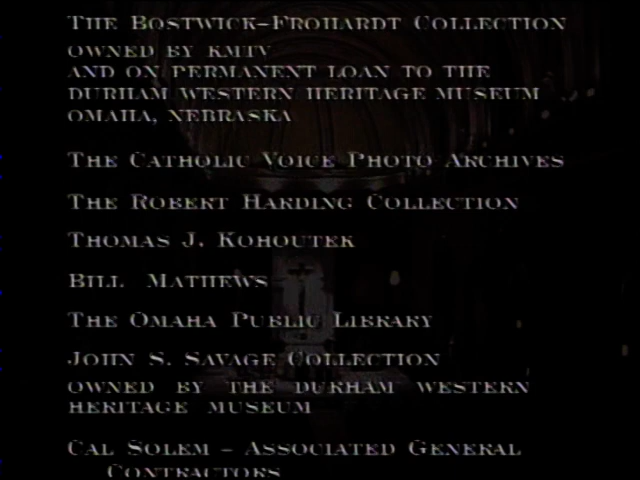 The Bostwick-Frohardt Collection
owned by KMTV
and on permanent loan to the
Durham Western Heritage Museum
Omaha, Nebraska
The Catholic Voice Photo Archives
The Robert Harding Collection
Thomas J. Kohoutek
Bill Mathews
The Omaha Public Library
John S. Savage Collection
owned by the Durham Western
Heritage Museum
Cal Solem – Associated General
Contractors